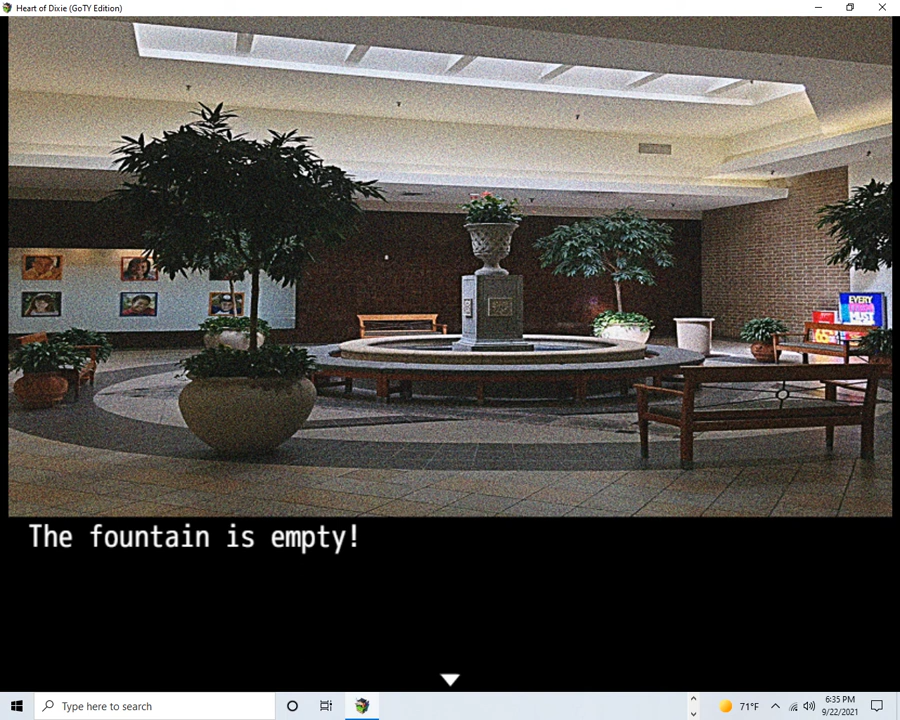 Heart of Dixie (GoTY Edition)
EVERY
MUST
The fountain is empty!
Type here to search
71°F
6:35 PM
9/22/2021